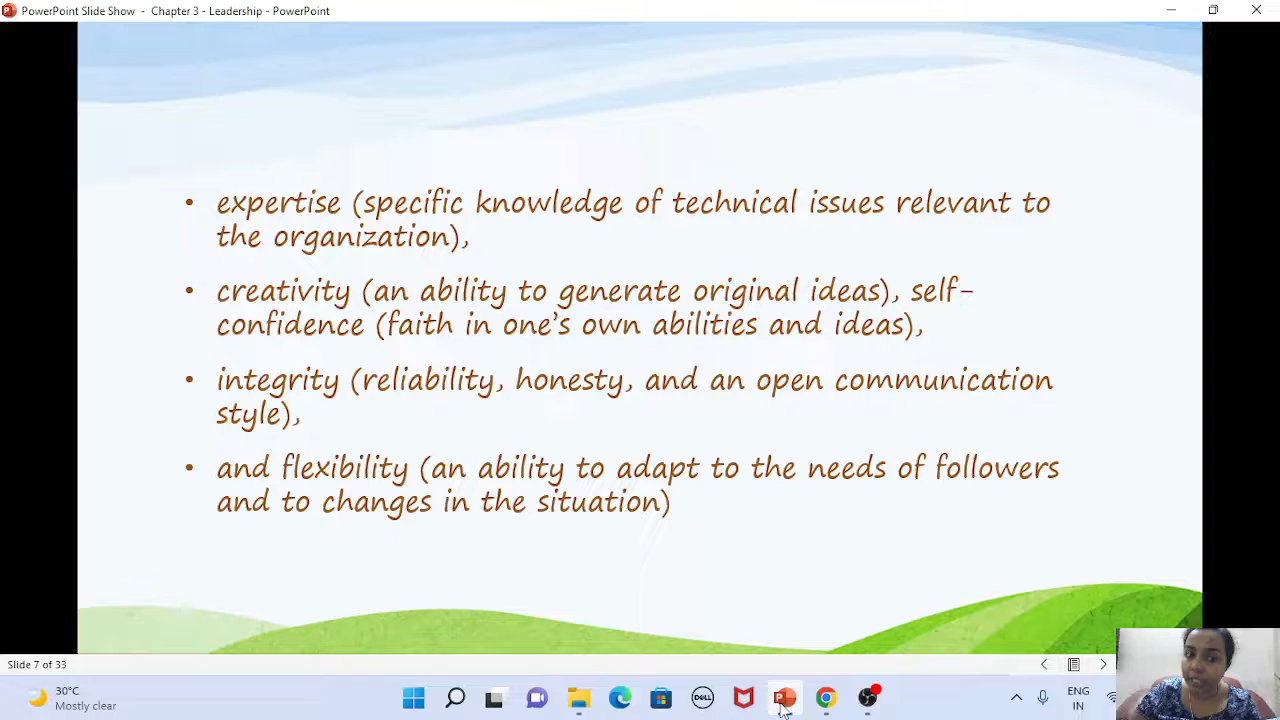 PowerPoint Slide Show - Chapter 3 - Leadership - PowerPoint
• expertise (specific knowledge of technical issues relevant to
the organization),
• creativity (an ability to generate original ideas), self-
confidence (faith in one's own abilities and ideas),
• integrity (reliability, honesty, and an open communication
style),
• and flexibility (an ability to adapt to the needs of followers
and to changes in the situation)
Slide 7 of 33
30°C
Mostly clear
DELL
ENG
IN